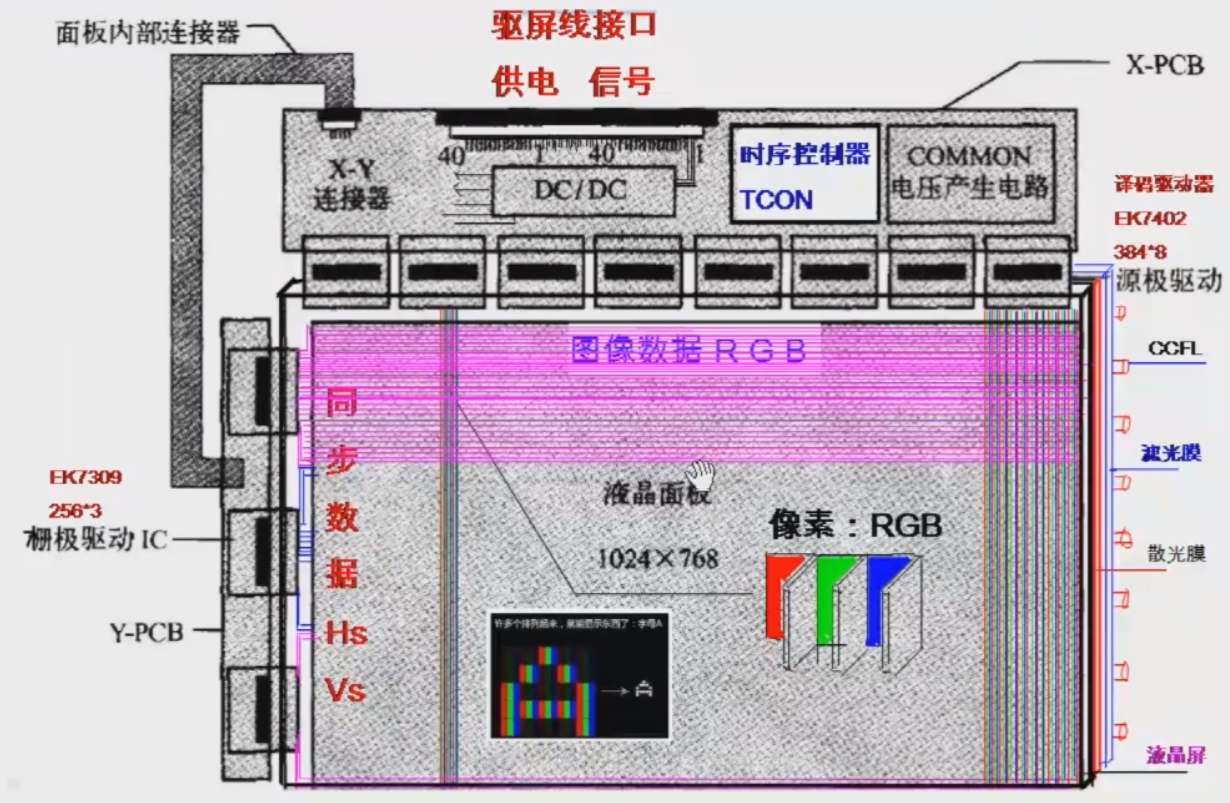 面板内部连接器
驱屏线接口
供电 信号
X-PCB
X-Y
连接器
40 1 40 1
DC/DC
时序控制器
TCON
COMMON
电压产生电路
译码驱动器
EK7402
384*8
源极驱动
图像数据 R G B
CCFL
同
步
数
据
Hs
Vs
滤光膜
EK7309
256*3
栅极驱动 IC
液晶面板
1024×768
像素：RGB
散光膜
Y-PCB
许多个排列起来，就能显示东西了：字母A
A
液晶屏